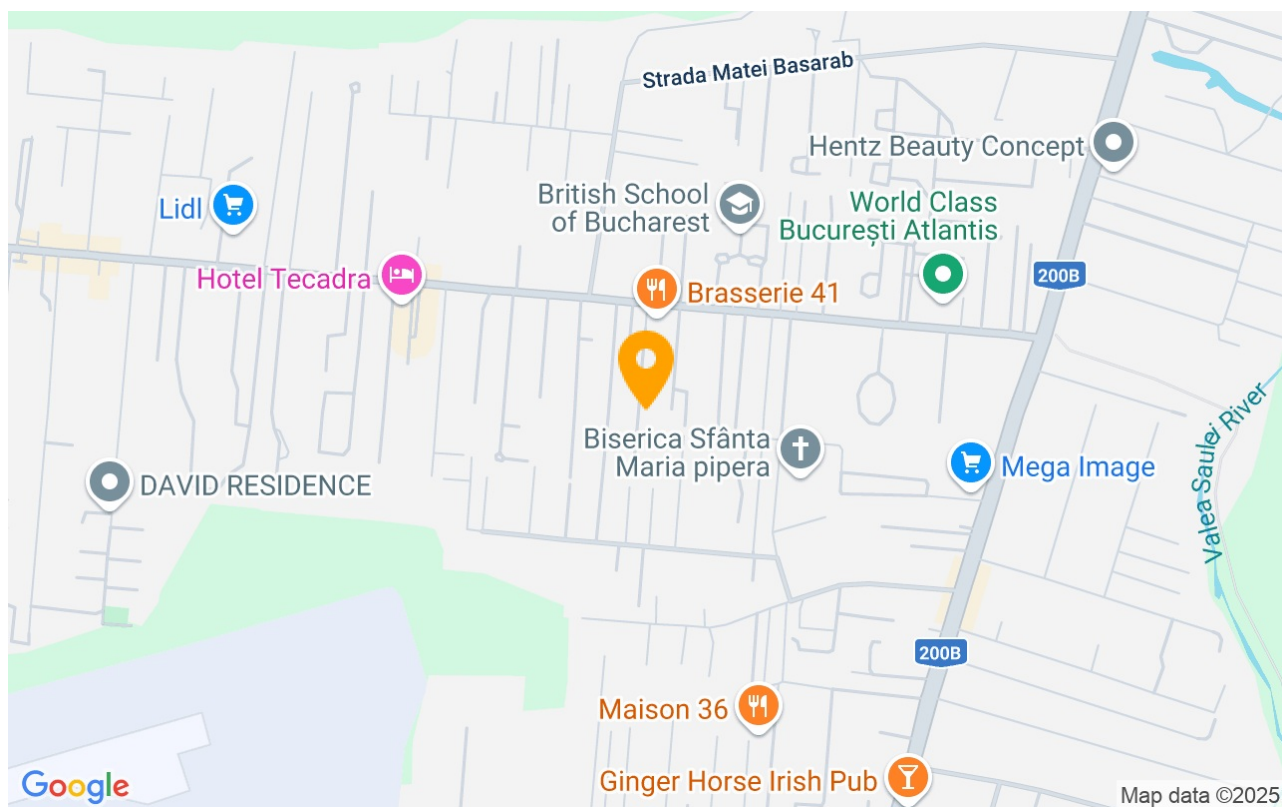 Strada Matei Basarab
Hentz Beauty Concept
British School
of Bucharest
World Class
București Atlantis
Lidl
Hotel Tecadra
200B
Brasserie 41
Biserica Sfânta
Maria pipera
Mega Image
Valea Saulei River
DAVID RESIDENCE
200B
Maison 36
Ginger Horse Irish Pub
Google
Map data ©2025